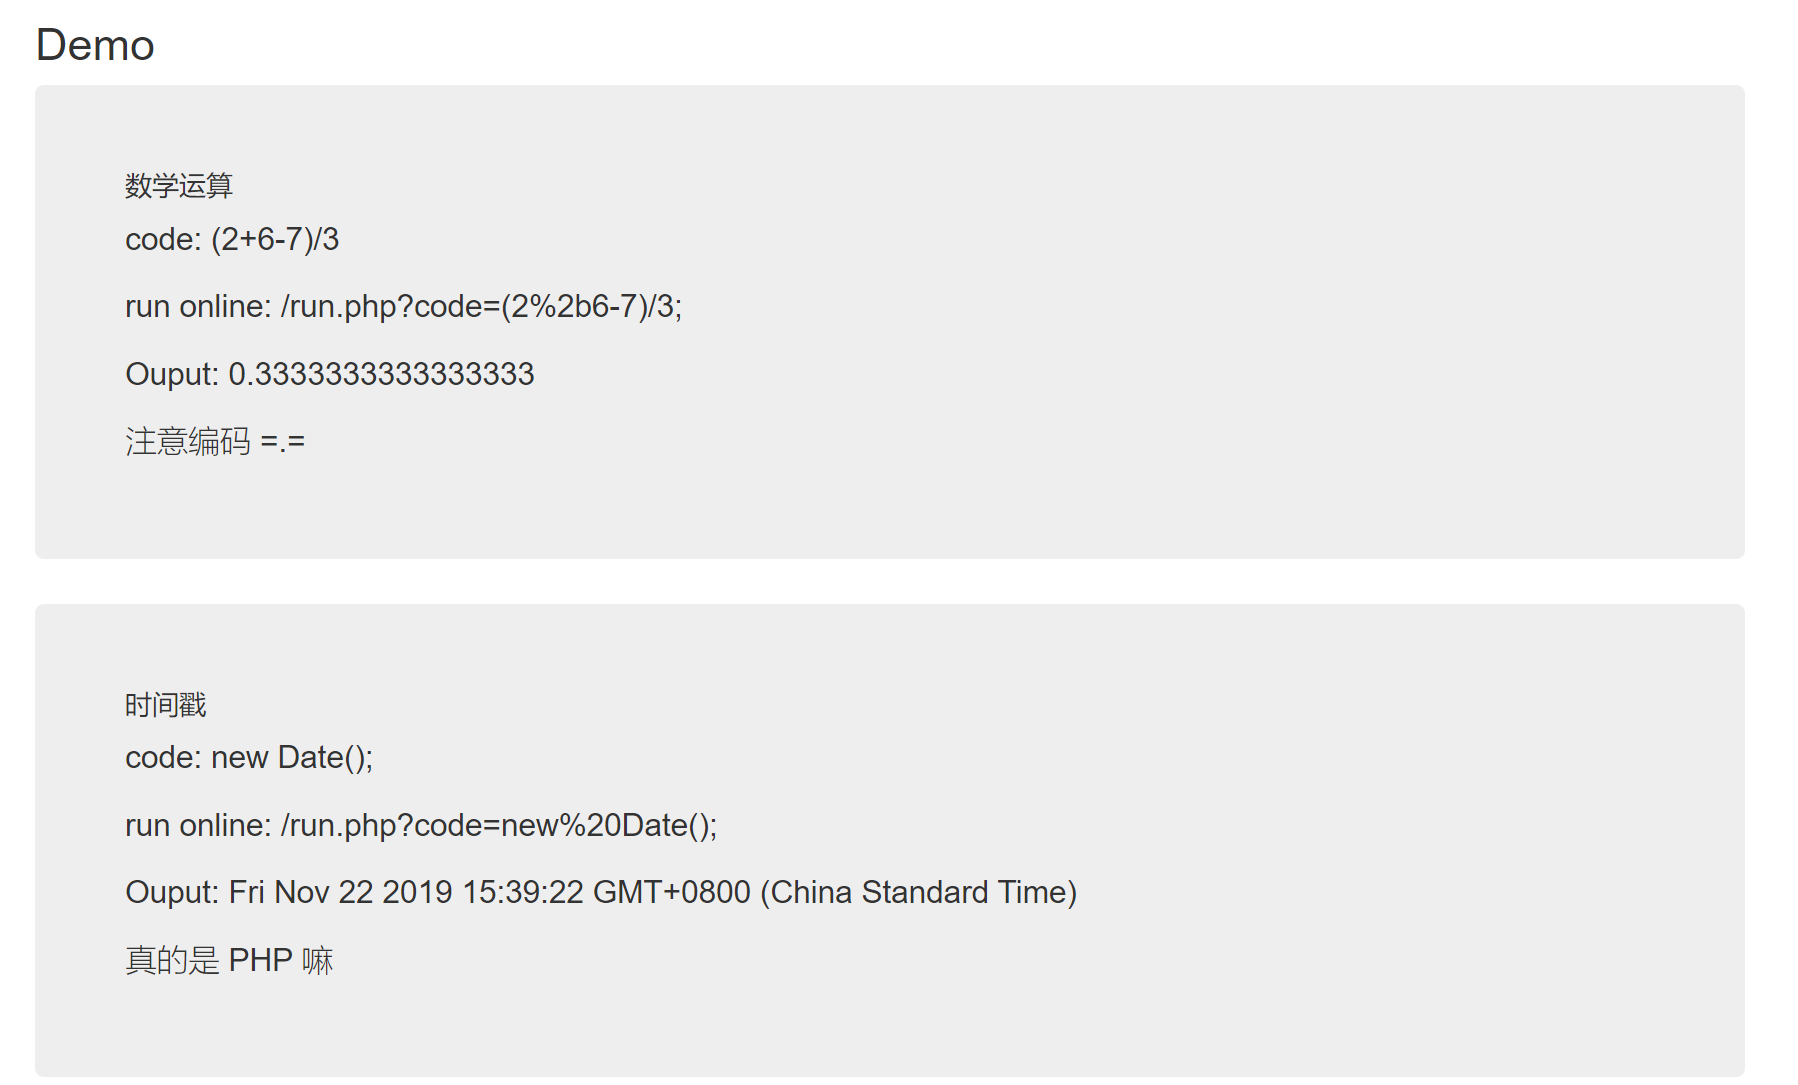 Demo
数学运算
code: (2+6-7)/3
run online: /run.php?code=(2%2b6-7)/3;
Ouput: 0.3333333333333333
注意编码 =.=
时间戳
code: new Date();
run online: /run.php?code=new%20Date();
Ouput: Fri Nov 22 2019 15:39:22 GMT+0800 (China Standard Time)
真的是 PHP 嘛